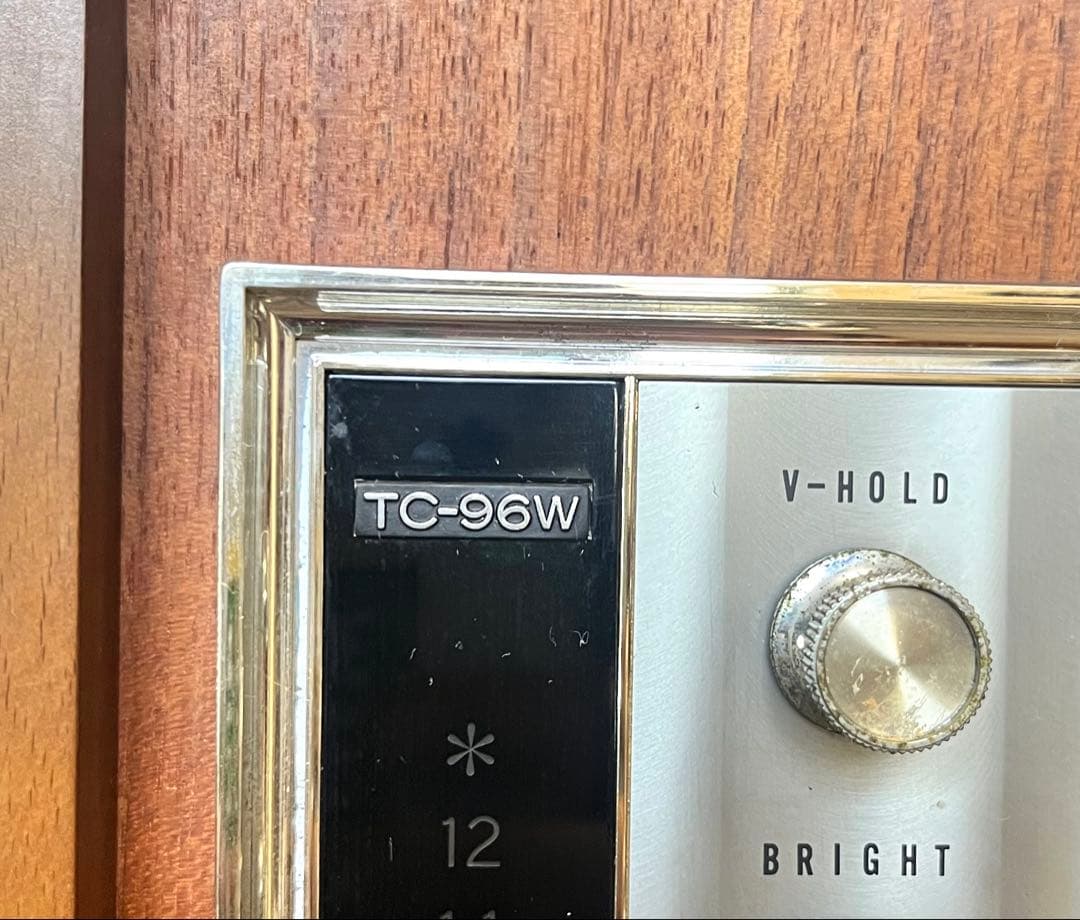 TC-96W
V-HOLD
*
12
BRIGHT